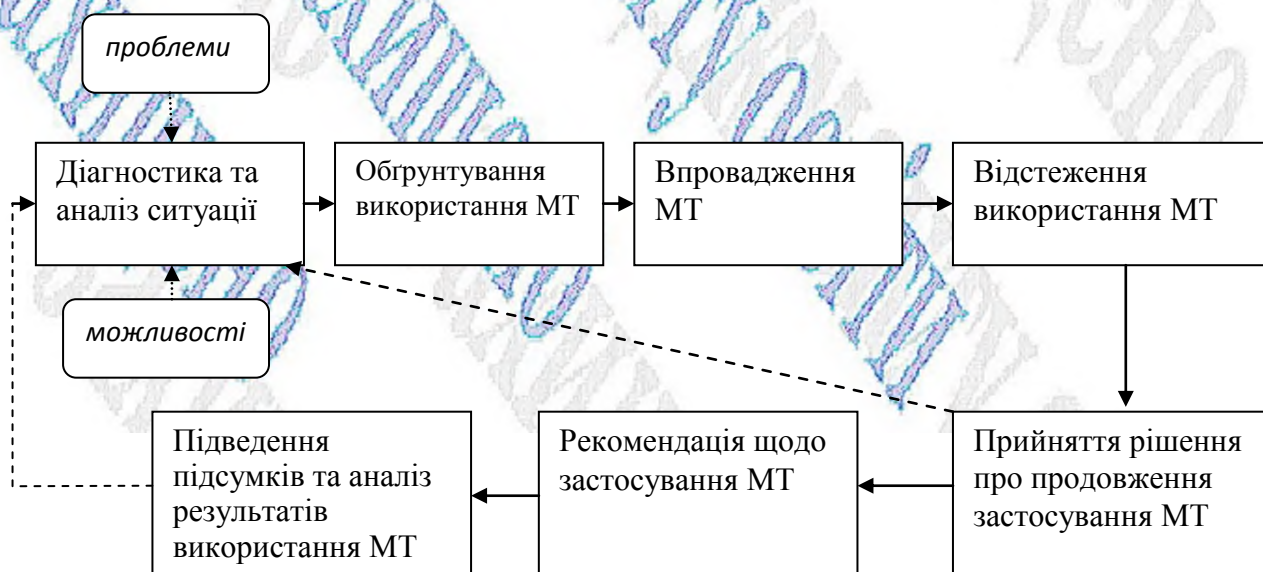 проблеми
Діагностика та
аналіз ситуації
Обґрунтування
використання МТ
Впровадження
МТ
Відстеження
використання МТ
можливості
Підведення
підсумків та аналіз
результатів
використання МТ
Рекомендація щодо
застосування МТ
Прийняття рішення
про продовження
застосування МТ